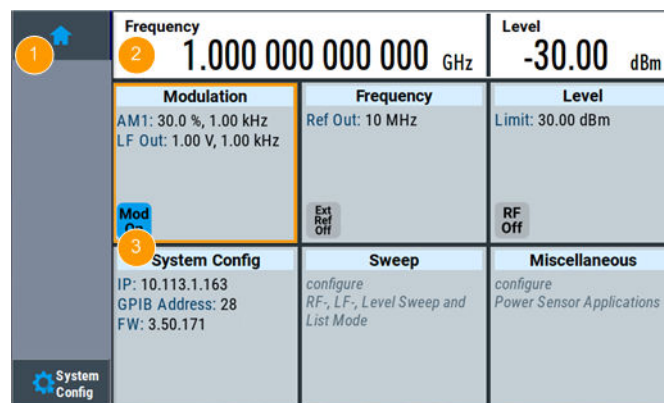 1
Frequency
2
1.000 000 000 000 GHz
Level
-30.00 dBm
Modulation
AM1: 30.0 %, 1.00 kHz
LF Out: 1.00 V, 1.00 kHz
Mod
On
3
Frequency
Ref Out: 10 MHz
Ext
Ref
Off
Level
Limit: 30.00 dBm
RF
Off
System Config
IP: 10.113.1.163
GPIB Address: 28
FW: 3.50.171
Sweep
configure
RF-, LF-, Level Sweep and
List Mode
Miscellaneous
configure
Power Sensor Applications
System
Config